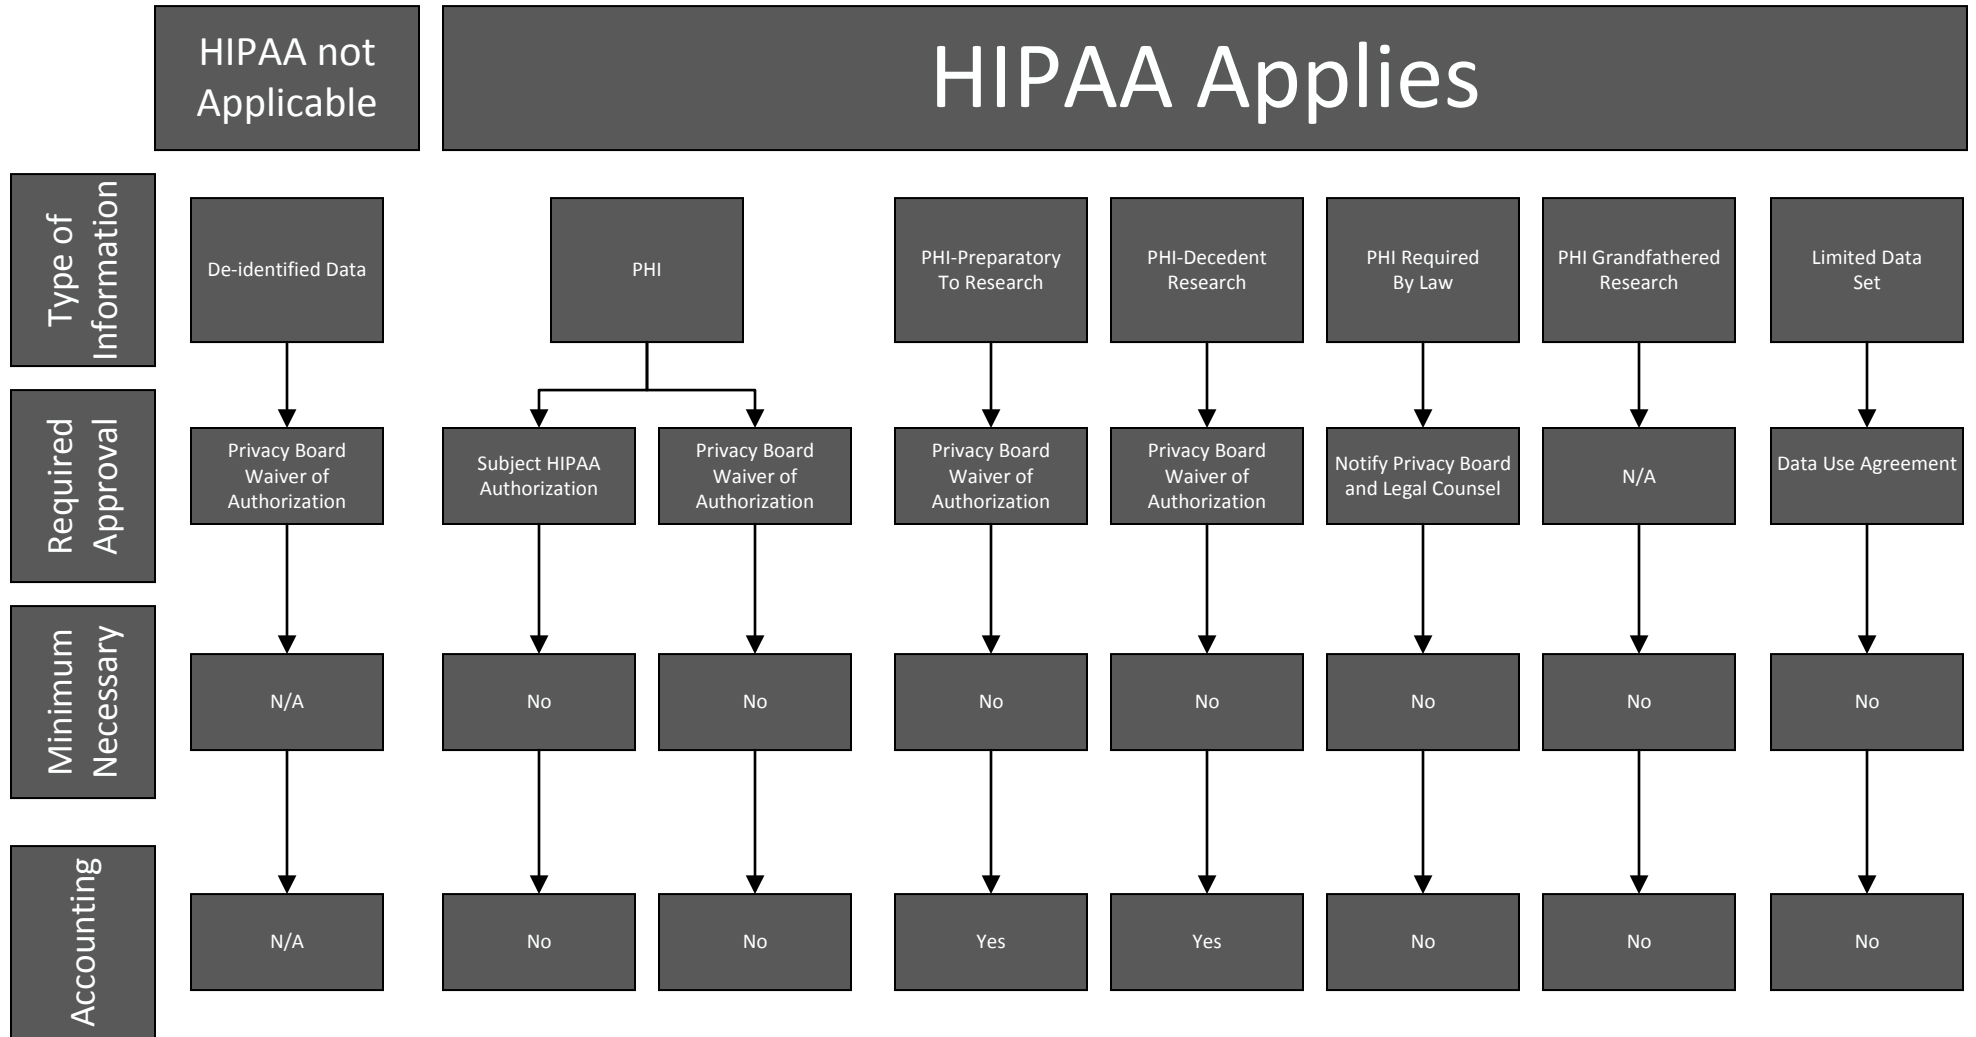 HIPAA not
Applicable
HIPAA Applies
Type of
Information
De-identified Data
PHI
PHI-Preparatory
To Research
PHI-Decedent
Research
PHI Required
By Law
PHI Grandfathered
Research
Limited Data
Set
Required
Approval
Privacy Board
Waiver of
Authorization
Subject HIPAA
Authorization
Privacy Board
Waiver of
Authorization
Privacy Board
Waiver of
Authorization
Privacy Board
Waiver of
Authorization
Notify Privacy Board
and Legal Counsel
N/A
Data Use Agreement
Minimum
Necessary
N/A
No
No
No
No
No
No
No
Accounting
N/A
No
No
Yes
Yes
No
No
No